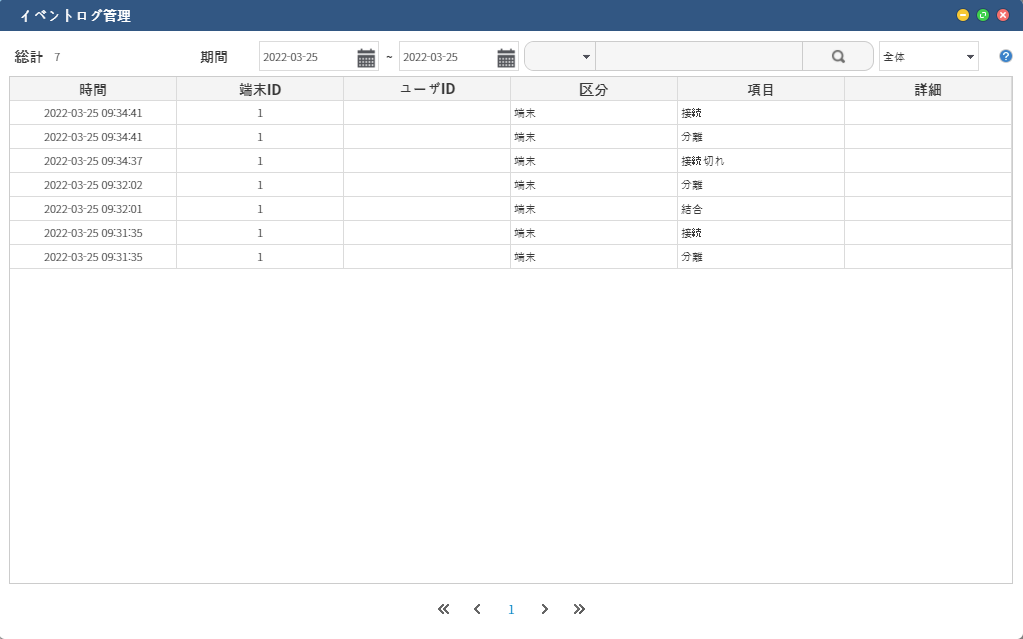 イベントログ管理
総計 7 期間 2022-03-25 ~ 2022-03-25 全体
時間 端末ID ユーザID 区分 項目 詳細
2022-03-25 09:34:41 1 端末 接続
2022-03-25 09:34:41 1 端末 分離
2022-03-25 09:34:37 1 端末 接続切れ
2022-03-25 09:32:02 1 端末 分離
2022-03-25 09:32:01 1 端末 結合
2022-03-25 09:31:35 1 端末 接続
2022-03-25 09:31:35 1 端末 分離
1